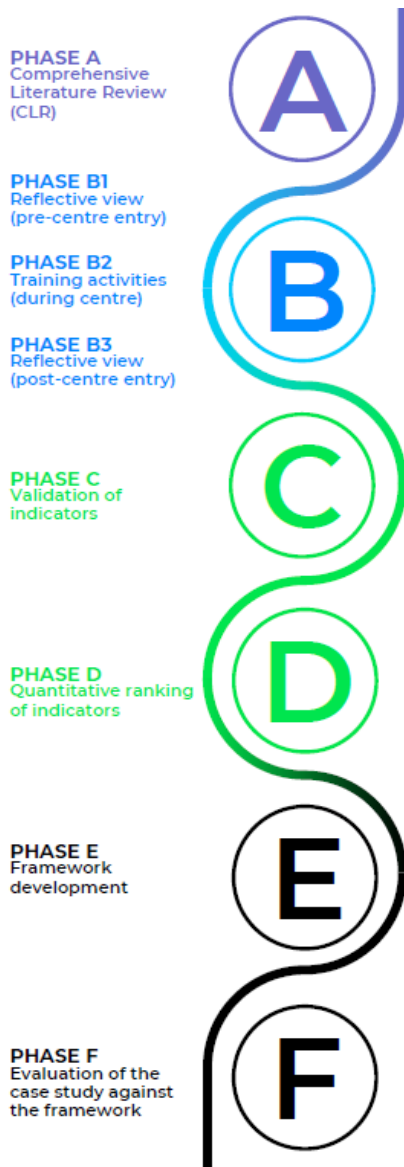 PHASE A
Comprehensive
Literature Review
(CLR)
A
PHASE B1
Reflective view
(pre-centre entry)
PHASE B2
Training activities
(during centre)
B
PHASE B3
Reflective view
(post-centre entry)
PHASE C
Validation of
indicators
C
PHASE D
Quantitative ranking
of indicators
D
PHASE E
Framework
development
E
PHASE F
Evaluation of the
case study against
the framework
F